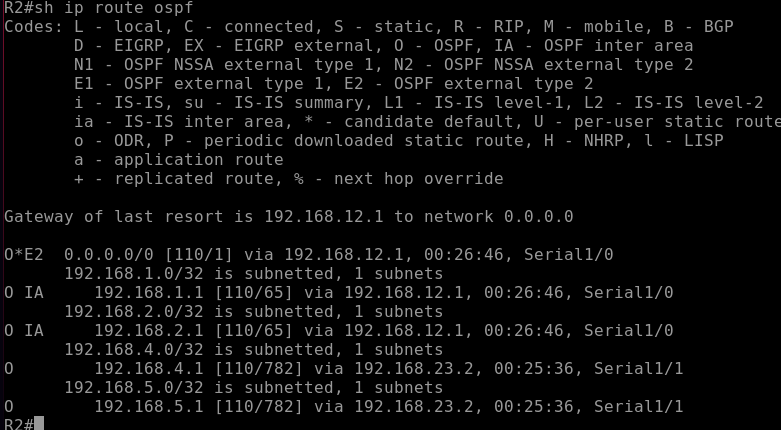 R2#sh ip route ospf
Codes: L - local, C - connected, S - static, R - RIP, M - mobile, B - BGP
       D - EIGRP, EX - EIGRP external, O - OSPF, IA - OSPF inter area
       N1 - OSPF NSSA external type 1, N2 - OSPF NSSA external type 2
       E1 - OSPF external type 1, E2 - OSPF external type 2
       i - IS-IS, su - IS-IS summary, L1 - IS-IS level-1, L2 - IS-IS level-2
       ia - IS-IS inter area, * - candidate default, U - per-user static route
       o - ODR, P - periodic downloaded static route, H - NHRP, l - LISP
       a - application route
       + - replicated route, % - next hop override

Gateway of last resort is 192.168.12.1 to network 0.0.0.0

O*E2  0.0.0.0/0 [110/1] via 192.168.12.1, 00:26:46, Serial1/0
      192.168.1.0/32 is subnetted, 1 subnets
O IA     192.168.1.1 [110/65] via 192.168.12.1, 00:26:46, Serial1/0
      192.168.2.0/32 is subnetted, 1 subnets
O IA     192.168.2.1 [110/65] via 192.168.12.1, 00:26:46, Serial1/0
      192.168.4.0/32 is subnetted, 1 subnets
O        192.168.4.1 [110/782] via 192.168.23.2, 00:25:36, Serial1/1
      192.168.5.0/32 is subnetted, 1 subnets
O        192.168.5.1 [110/782] via 192.168.23.2, 00:25:36, Serial1/1
R2#